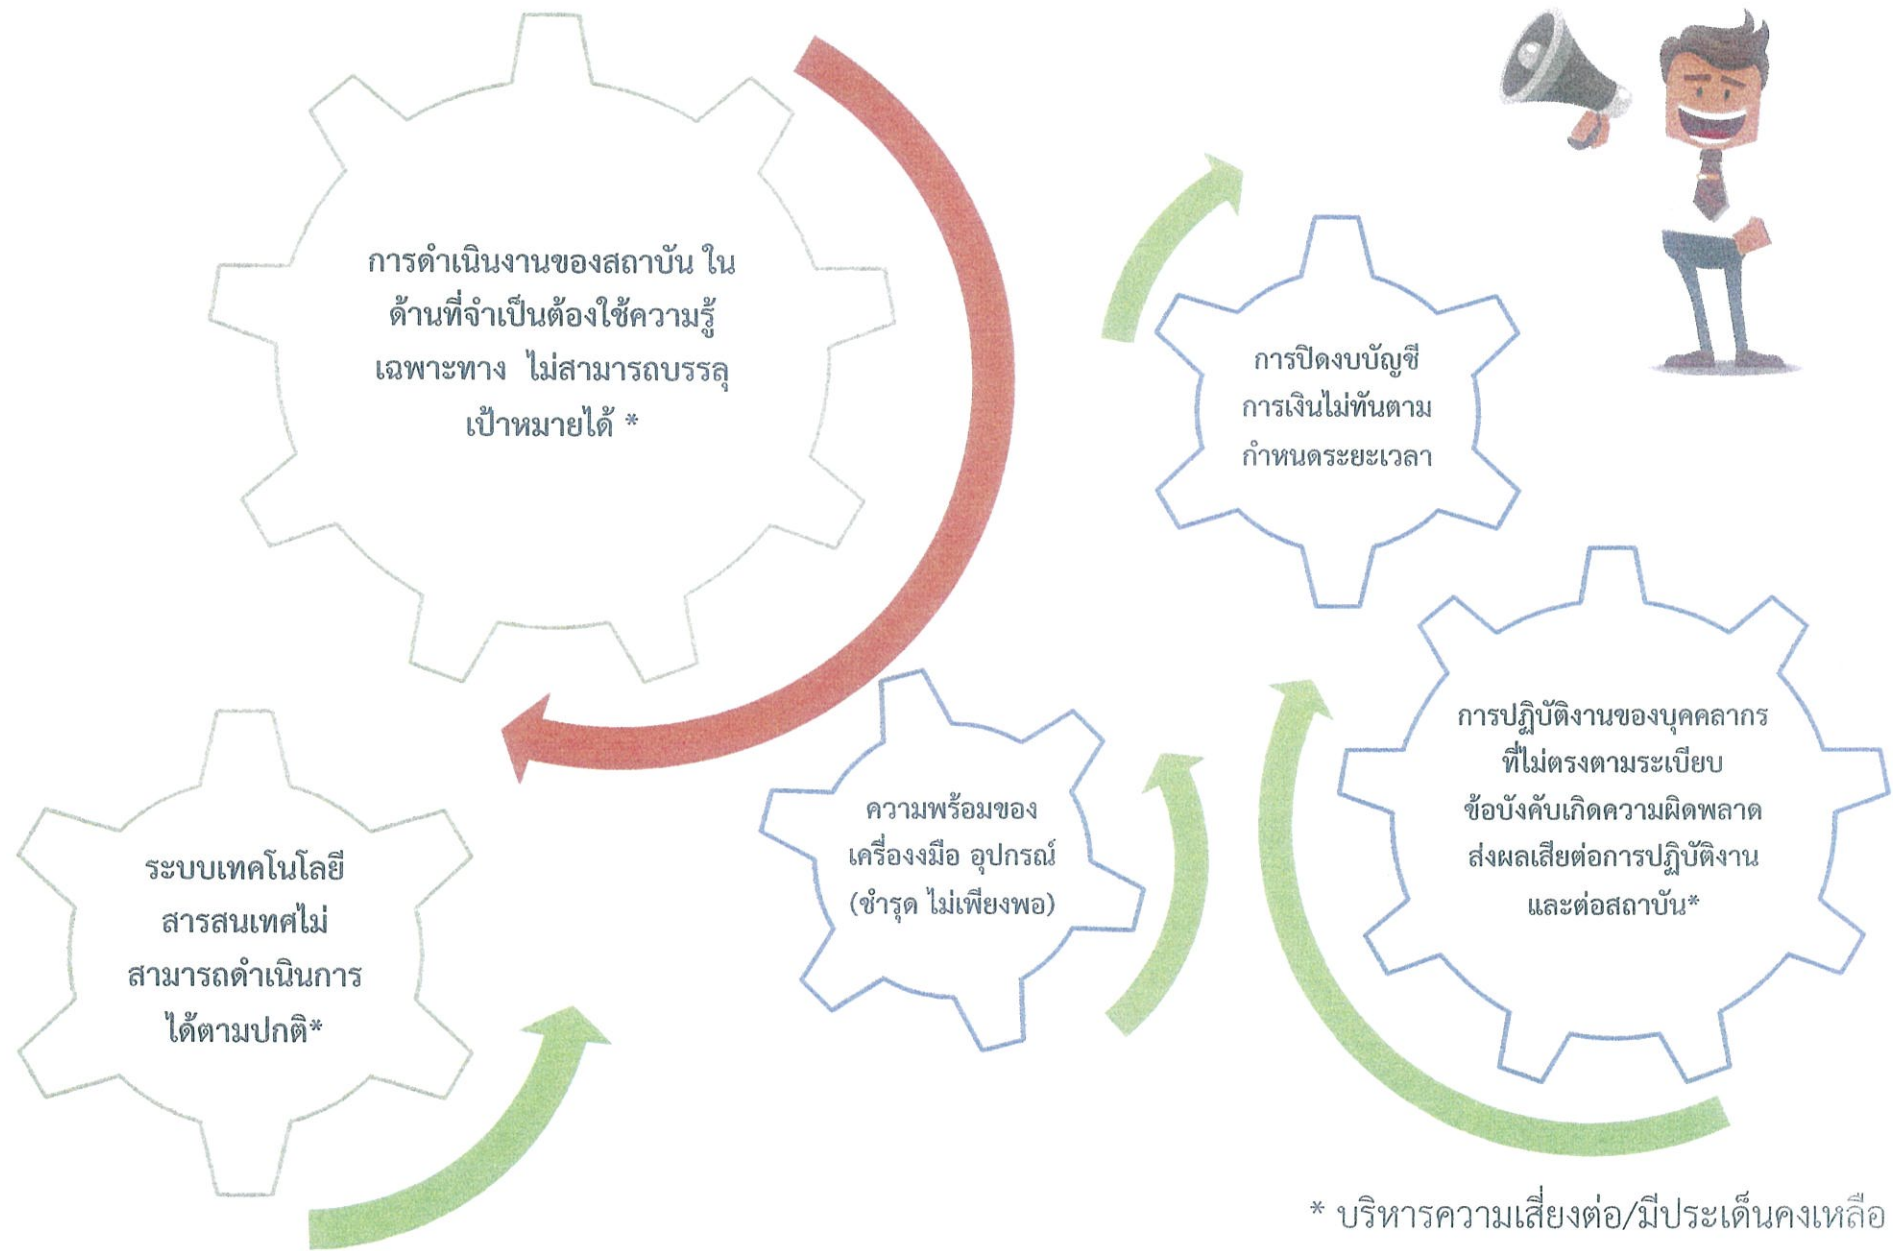 การดำเนินงานของสถาบัน ใน
ด้านที่จำเป็นต้องใช้ความรู้
เฉพาะทาง ไม่สามารถบรรลุ
เป้าหมายได้ *
การปิดงบบัญชี
การเงินไม่ทันตาม
กำหนดระยะเวลา
การปฏิบัติงานของบุคคลากร
ที่ไม่ตรงตามระเบียบ
ข้อบังคับเกิดความผิดพลาด
ส่งผลเสียต่อการปฏิบัติงาน
และต่อสถาบัน*
ความพร้อมของ
เครื่องงมือ อุปกรณ์
(ชำรุด ไม่เพียงพอ)
ระบบเทคโนโลยี
สารสนเทศไม่
สามารถดำเนินการ
ได้ตามปกติ*
* บริหารความเสี่ยงต่อ/มีประเด็นคงเหลือ